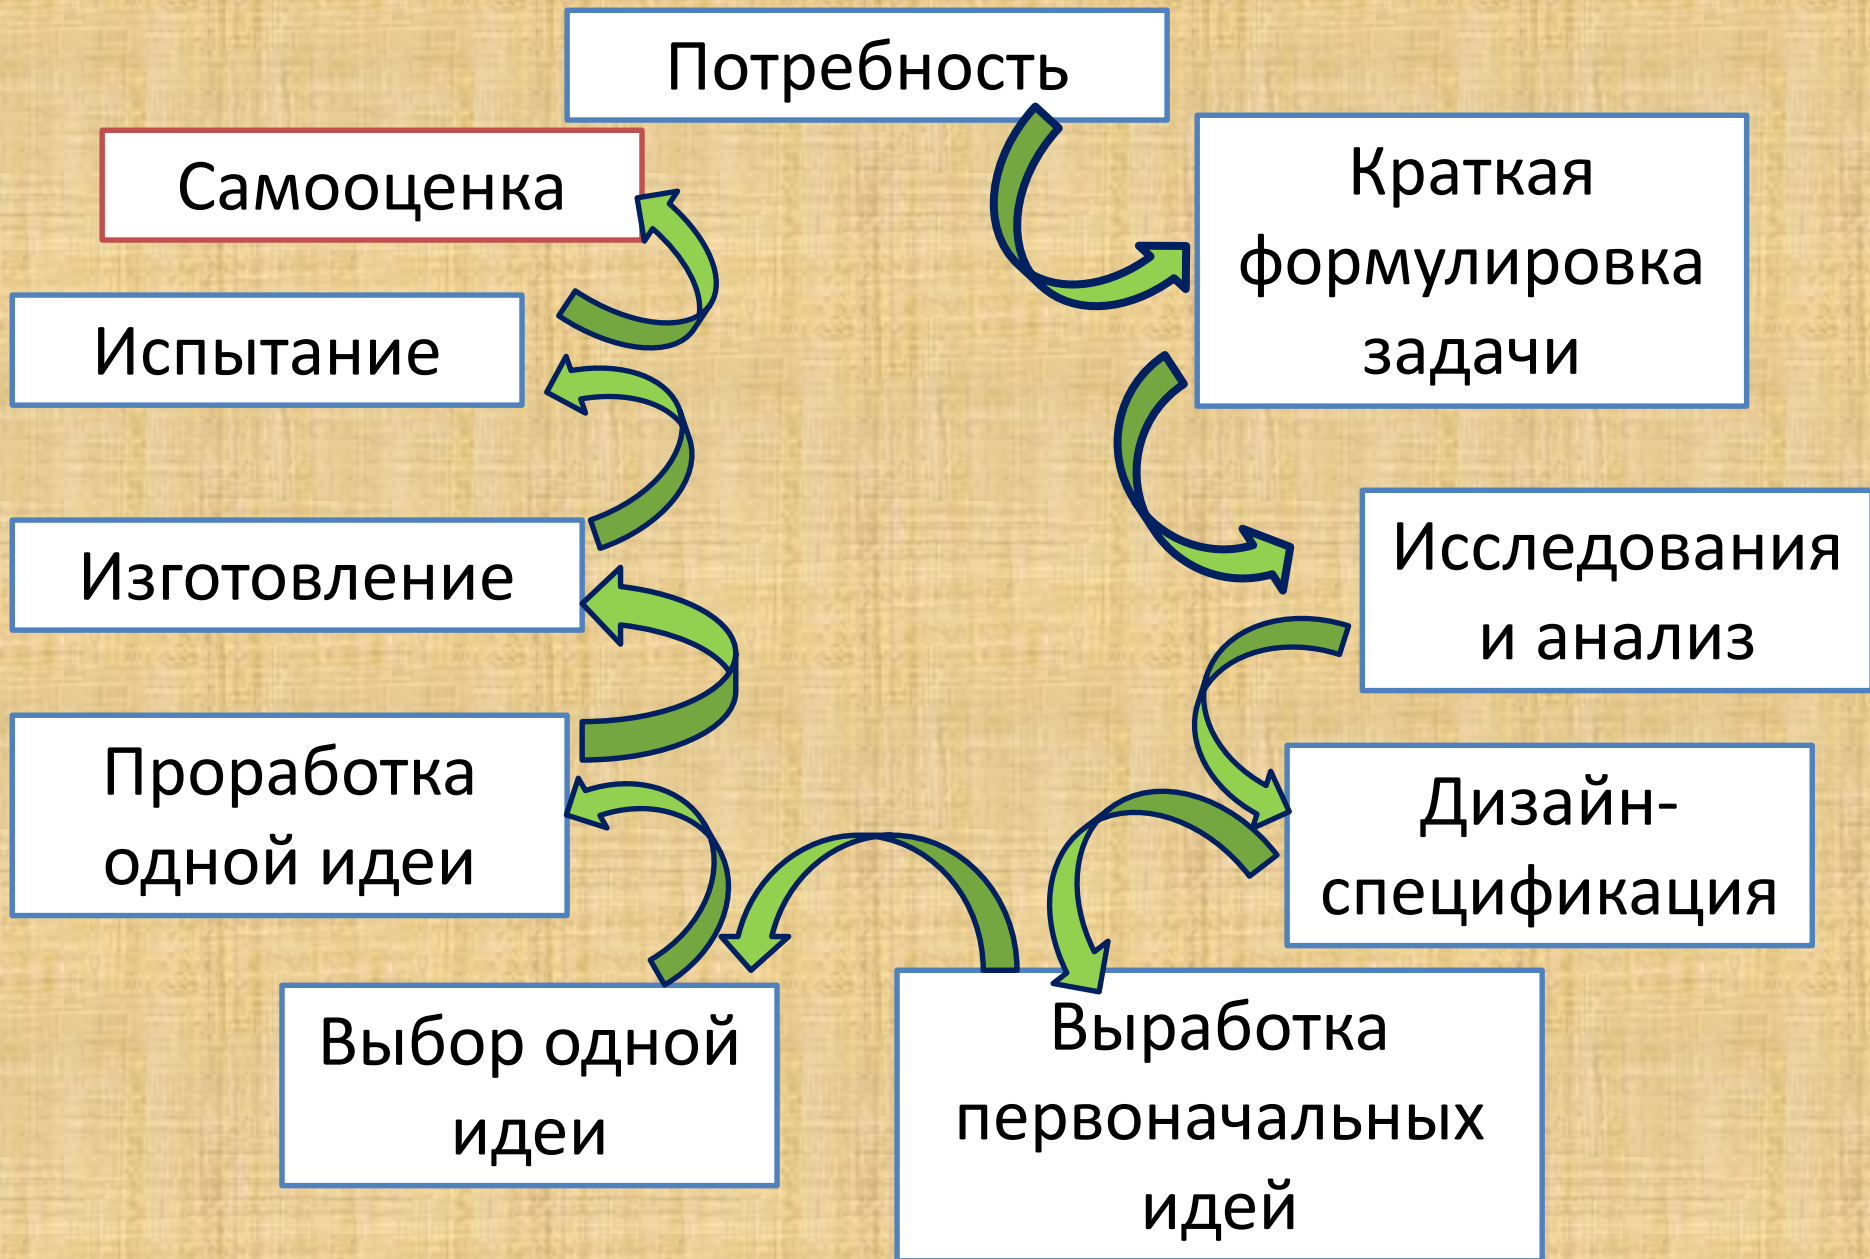 Потребность
Краткая
формулировка
задачи
Исследования
и анализ
Дизайн-
спецификация
Выработка
первоначальных
идей
Выбор одной
идеи
Проработка
одной идеи
Изготовление
Испытание
Самооценка